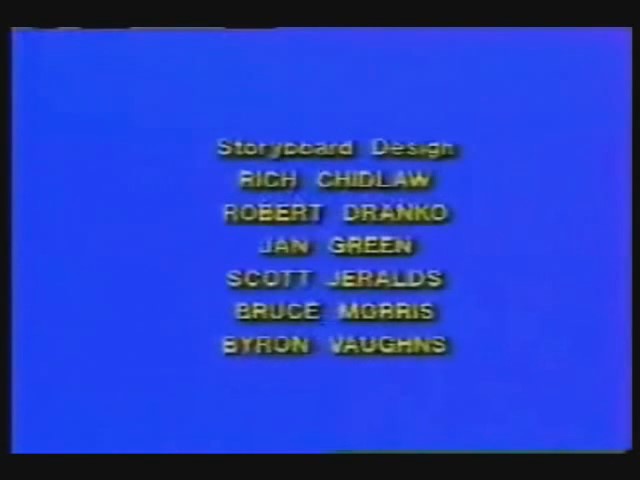 Storyboard Design
RICH CHIDLAW
ROBERT DRANKO
JAN GREEN
SCOTT JERALDS
BRUCE MORRIS
BYRON VAUGHNS